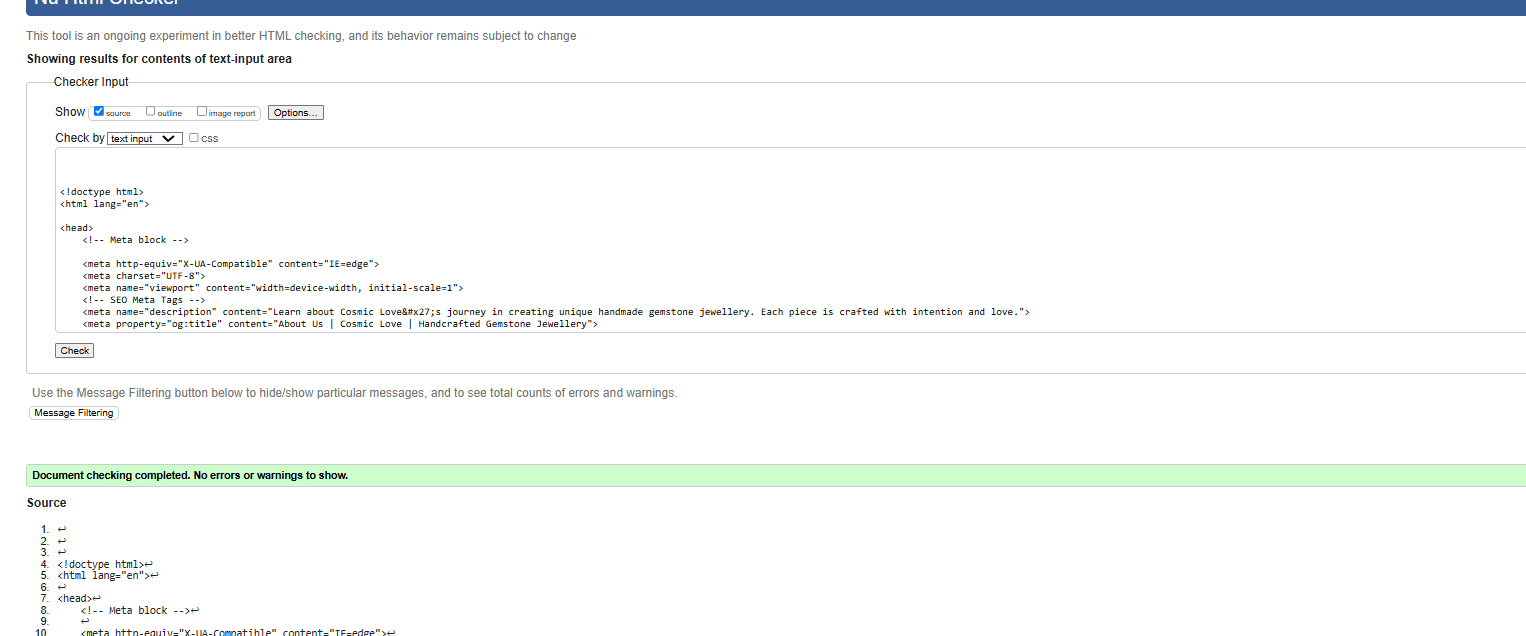 Nu Html Checker
This tool is an ongoing experiment in better HTML checking, and its behavior remains subject to change
Showing results for contents of text-input area
Checker Input
Show source outline image report Options...
Check by text input css
<!doctype html>
<html lang="en">
<head>
<!-- Meta block -->
<meta http-equiv="X-UA-Compatible" content="IE=edge">
<meta charset="UTF-8">
<meta name="viewport" content="width=device-width, initial-scale=1">
<!-- SEO Meta Tags -->
<meta name="description" content="Learn about Cosmic Love&#x27;s journey in creating unique handmade gemstone jewellery. Each piece is crafted with intention and love.">
<meta property="og:title" content="About Us | Cosmic Love | Handcrafted Gemstone Jewellery">
Check
Use the Message Filtering button below to hide/show particular messages, and to see total counts of errors and warnings.
Message Filtering
Document checking completed. No errors or warnings to show.
Source
1. ↩
2. ↩
3. ↩
4. <!doctype html>↩
5. <html lang="en">↩
6. ↩
7. <head>↩
8. <!-- Meta block -->↩
9. ↩
10. <meta http-equiv="X-UA-Compatible" content="IE=edge">↩